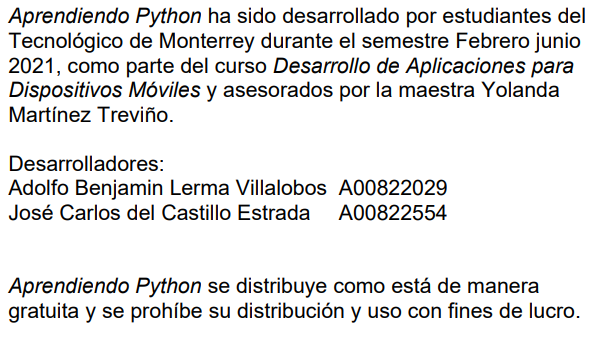 Aprendiendo Python ha sido desarrollado por estudiantes del
Tecnológico de Monterrey durante el semestre Febrero junio
2021, como parte del curso Desarrollo de Aplicaciones para
Dispositivos Móviles y asesorados por la maestra Yolanda
Martínez Treviño.
Desarrolladores:
Adolfo Benjamin Lerma Villalobos A00822029
José Carlos del Castillo Estrada A00822554
Aprendiendo Python se distribuye como está de manera
gratuita y se prohíbe su distribución y uso con fines de lucro.